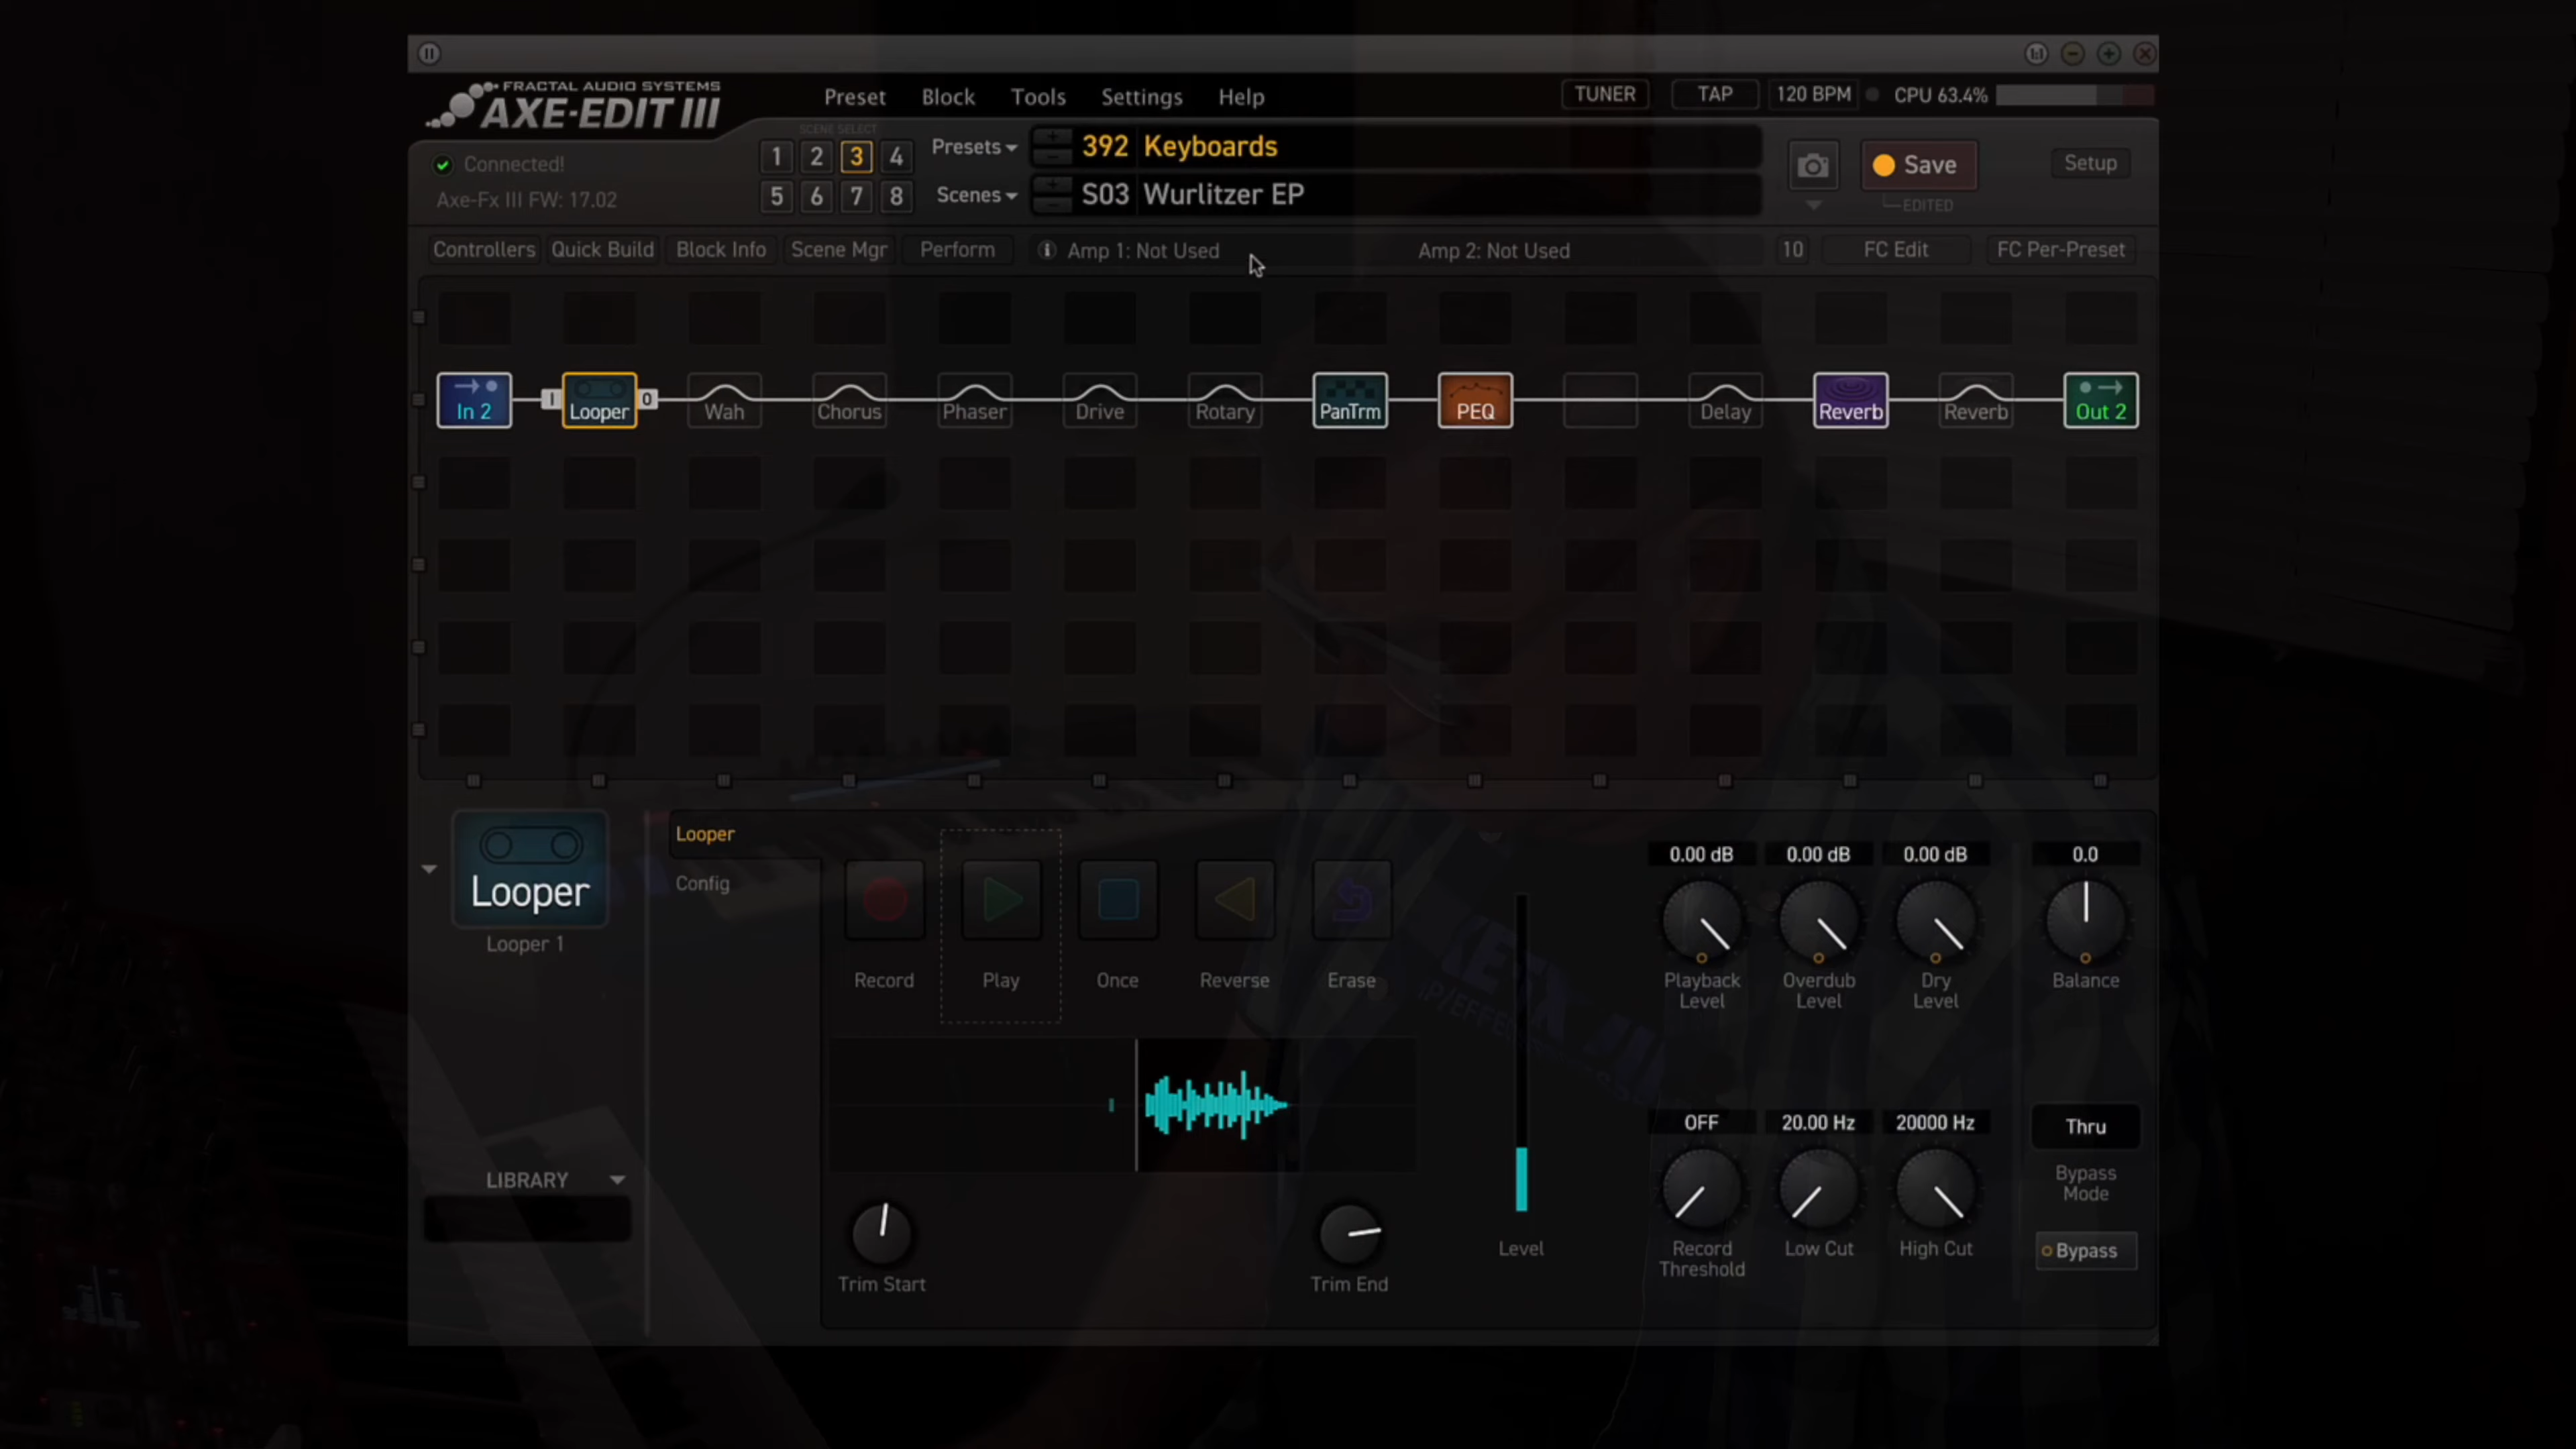 FRACTAL AUDIO SYSTEMS
AXE-EDIT III
Preset Block Tools Settings Help
TUNER TAP 120 BPM CPU 63.4%
Connected!
Axe-Fx III FW: 17.02
SCENE SELECT
1 2 3 4
5 6 7 8
Presets 392 Keyboards
Scenes S03 Wurlitzer EP
Save
EDITED
Setup
Controllers Quick Build Block Info Scene Mgr Perform Amp 1: Not Used Amp 2: Not Used 10 FC Edit FC Per-Preset
In 2 I Looper O Wah Chorus Phaser Drive Rotary PanTrm PEQ Delay Reverb Reverb Out 2
Looper
Looper 1
LIBRARY
Looper
Config
Record Play Once Reverse Erase
Trim Start Trim End
Level
0.00 dB 0.00 dB 0.00 dB 0.0
Playback Level Overdub Level Dry Level Balance
OFF 20.00 Hz 20000 Hz Thru
Record Threshold Low Cut High Cut Bypass Mode
Bypass